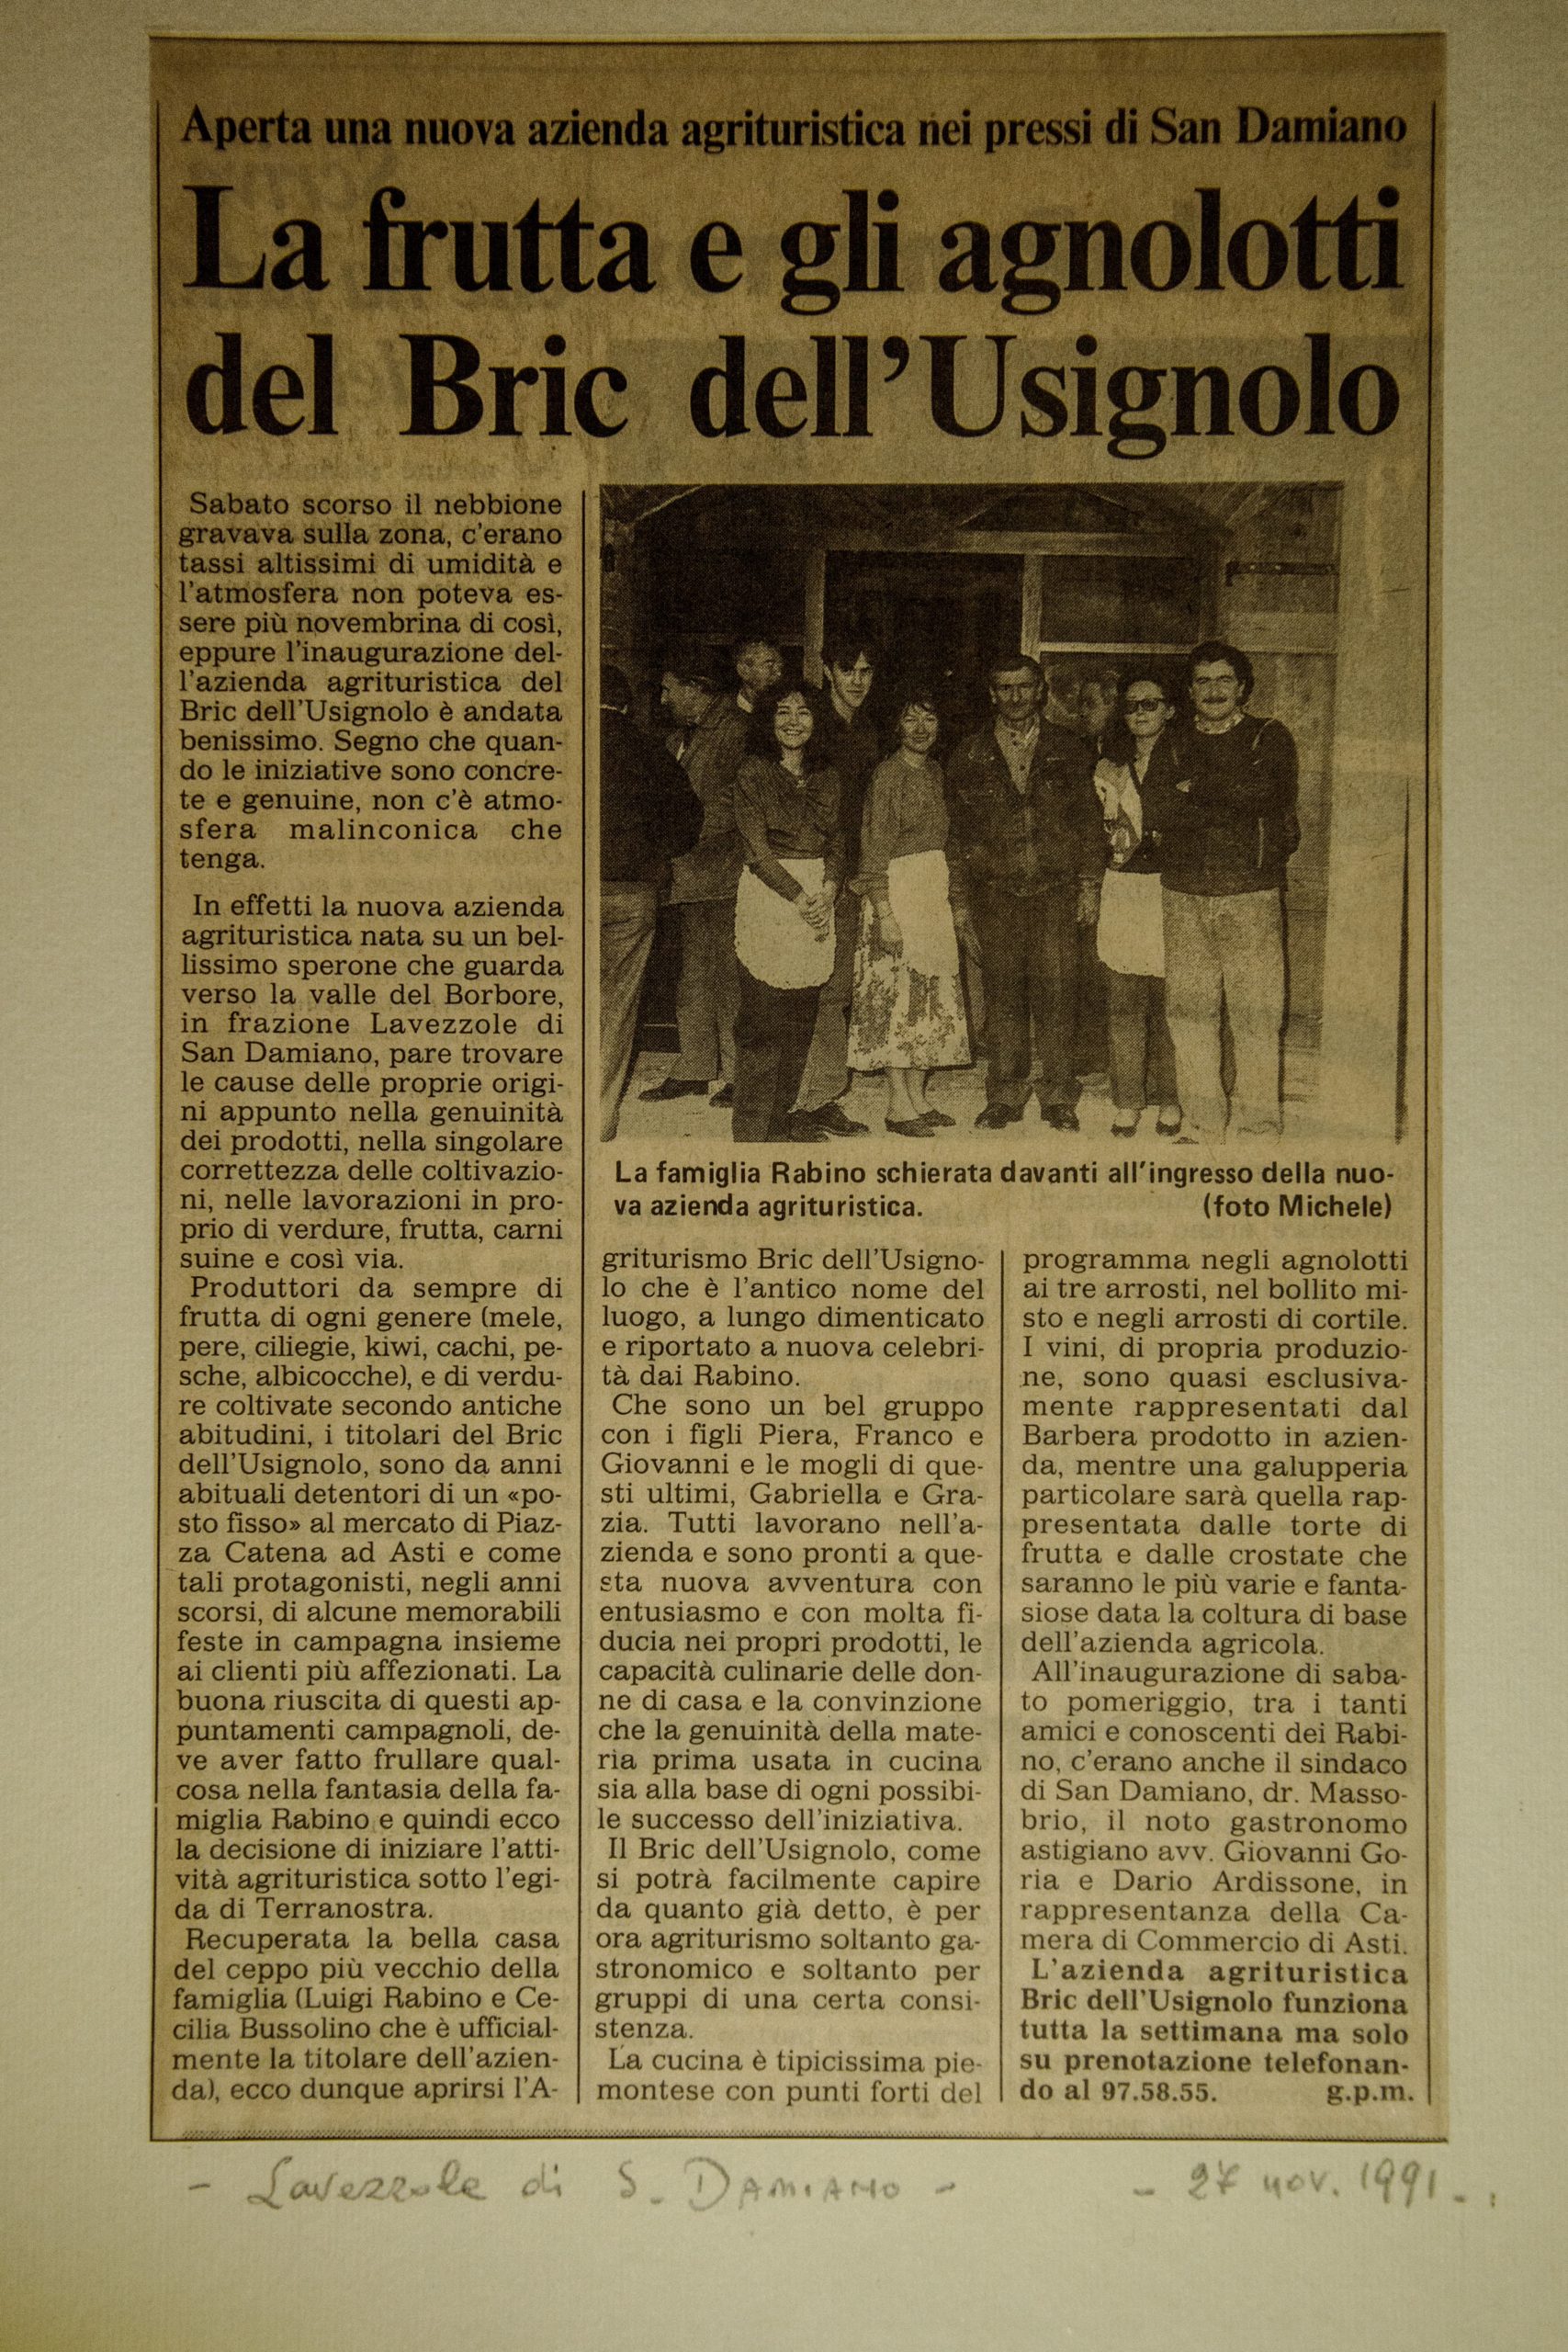 Aperta una nuova azienda agrituristica nei pressi di San Damiano
La frutta e gli agnolotti
del Bric dell'Usignolo
Sabato scorso il nebbione
gravava sulla zona, c'erano
tassi altissimi di umidità e
l'atmosfera non poteva es-
sere più novembrina di così,
eppure l'inaugurazione del-
l'azienda agrituristica del
Bric dell'Usignolo è andata
benissimo. Segno che quan-
do le iniziative sono concre-
te e genuine, non c'è atmo-
sfera malinconica che
tenga.
In effetti la nuova azienda
agrituristica nata su un bel-
lissimo sperone che guarda
verso la valle del Borbore,
in frazione Lavezzole di
San Damiano, pare trovare
le cause delle proprie origi-
ni appunto nella genuinità
dei prodotti, nella singolare
correttezza delle coltivazio-
ni, nelle lavorazioni in pro-
prio di verdure, frutta, carni
suine e così via.
Produttori da sempre di
frutta di ogni genere (mele,
pere, ciliegie, kiwi, cachi, pe-
sche, albicocche), e di verdu-
re coltivate secondo antiche
abitudini, i titolari del Bric
dell'Usignolo, sono da anni
abituali detentori di un «po-
sto fisso» al mercato di Piaz-
za Catena ad Asti e come
tali protagonisti, negli anni
scorsi, di alcune memorabili
feste in campagna insieme
ai clienti più affezionati. La
buona riuscita di questi ap-
puntamenti campagnoli, de-
ve aver fatto frullare qual-
cosa nella fantasia della fa-
miglia Rabino e quindi ecco
la decisione di iniziare l'atti-
vità agrituristica sotto l'egi-
da di Terranostra.
Recuperata la bella casa
del ceppo più vecchio della
famiglia (Luigi Rabino e Ce-
cilia Bussolino che è ufficial-
mente la titolare dell'azien-
da), ecco dunque aprirsi l'A-
La famiglia Rabino schierata davanti all'ingresso della nuo-
va azienda agrituristica. (foto Michele)
griturismo Bric dell'Usigno-
lo che è l'antico nome del
luogo, a lungo dimenticato
e riportato a nuova celebri-
tà dai Rabino.
Che sono un bel gruppo
con i figli Piera, Franco e
Giovanni e le mogli di que-
sti ultimi, Gabriella e Gra-
zia. Tutti lavorano nell'a-
zienda e sono pronti a que-
sta nuova avventura con
entusiasmo e con molta fi-
ducia nei propri prodotti, le
capacità culinarie delle don-
ne di casa e la convinzione
che la genuinità della mate-
ria prima usata in cucina
sia alla base di ogni possibi-
le successo dell'iniziativa.
Il Bric dell'Usignolo, come
si potrà facilmente capire
da quanto già detto, è per
ora agriturismo soltanto ga-
stronomico e soltanto per
gruppi di una certa consi-
stenza.
La cucina è tipicissima pie-
montese con punti forti del
programma negli agnolotti
ai tre arrosti, nel bollito mi-
sto e negli arrosti di cortile.
I vini, di propria produzio-
ne, sono quasi esclusiva-
mente rappresentati dal
Barbera prodotto in azien-
da, mentre una galupperia
particolare sarà quella rap-
presentata dalle torte di
frutta e dalle crostate che
saranno le più varie e fanta-
siose data la coltura di base
dell'azienda agricola.
All'inaugurazione di saba-
to pomeriggio, tra i tanti
amici e conoscenti dei Rabi-
no, c'erano anche il sindaco
di San Damiano, dr. Masso-
brio, il noto gastronomo
astigiano avv. Giovanni Go-
ria e Dario Ardissone, in
rappresentanza della Ca-
mera di Commercio di Asti.
L'azienda agrituristica
Bric dell'Usignolo funziona
tutta la settimana ma solo
su prenotazione telefonan-
do al 97.58.55. g.p.m.
- Lavezzole di S. DAMIANO - - 27 nov. 1991 -